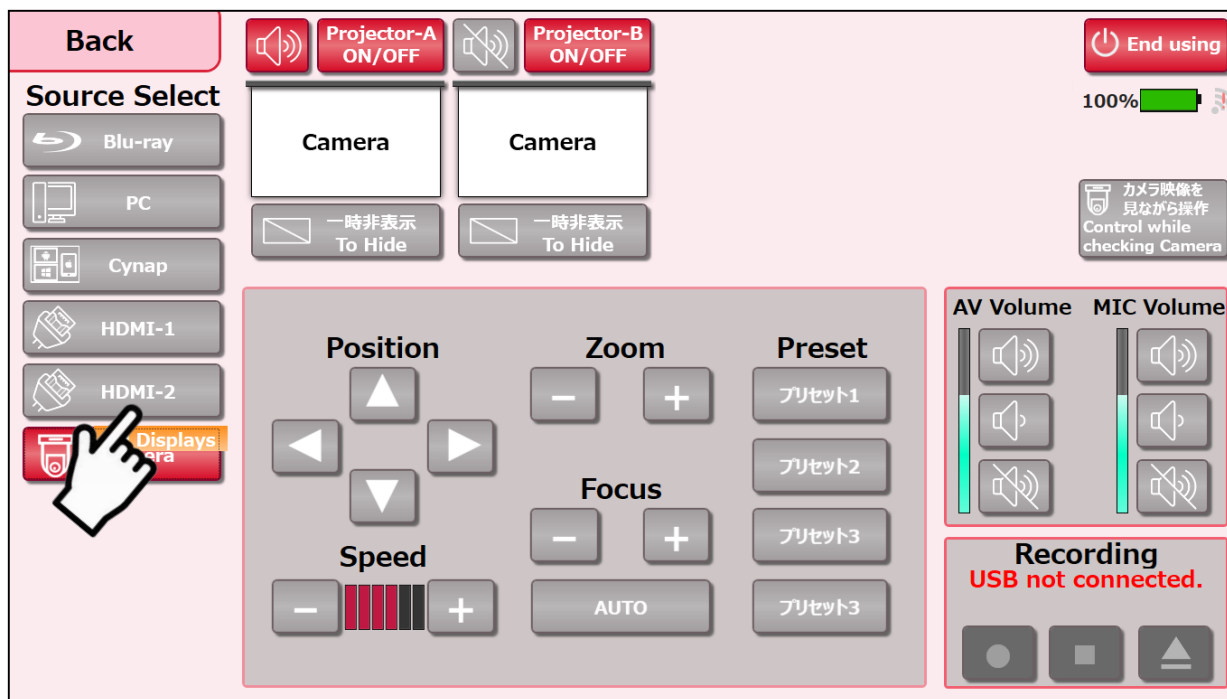 Back
Projector-A
ON/OFF
Projector-B
ON/OFF
End using
100%
Source Select
Blu-ray
PC
Cynap
HDMI-1
HDMI-2
Displays
era
Camera
Camera
一時非表示
To Hide
一時非表示
To Hide
カメラ映像を
見ながら操作
Control while
checking Camera
Position
Zoom
Preset
プリセット1
プリセット2
Focus
プリセット3
Speed
AUTO
プリセット3
AV Volume
MIC Volume
Recording
USB not connected.